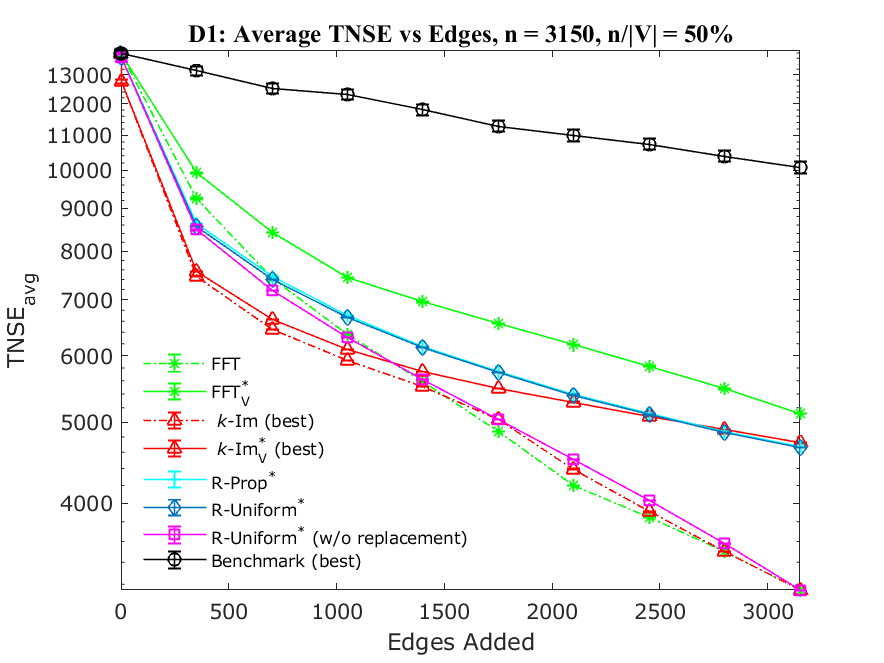 D1: Average TNSE vs Edges, n = 3150, n/|V| = 50%
13000
12000
11000
10000
9000
8000
7000
6000
5000
4000
TNSE_avg
FFT
FFT*_V
k-Im (best)
k-Im*_V (best)
R-Prop*
R-Uniform*
R-Uniform* (w/o replacement)
Benchmark (best)
0 500 1000 1500 2000 2500 3000
Edges Added